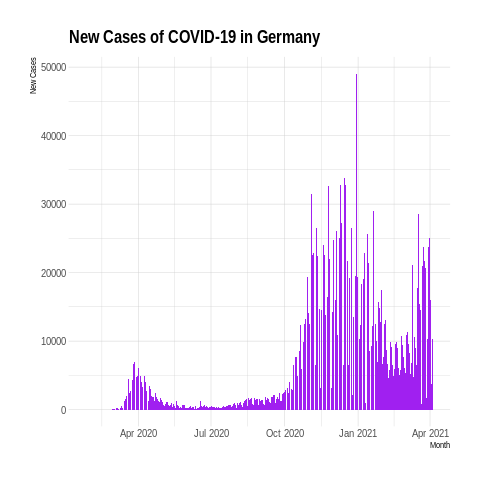 New Cases of COVID-19 in Germany
New Cases
50000
40000
30000
20000
10000
0
Apr 2020 Jul 2020 Oct 2020 Jan 2021 Apr 2021
Month